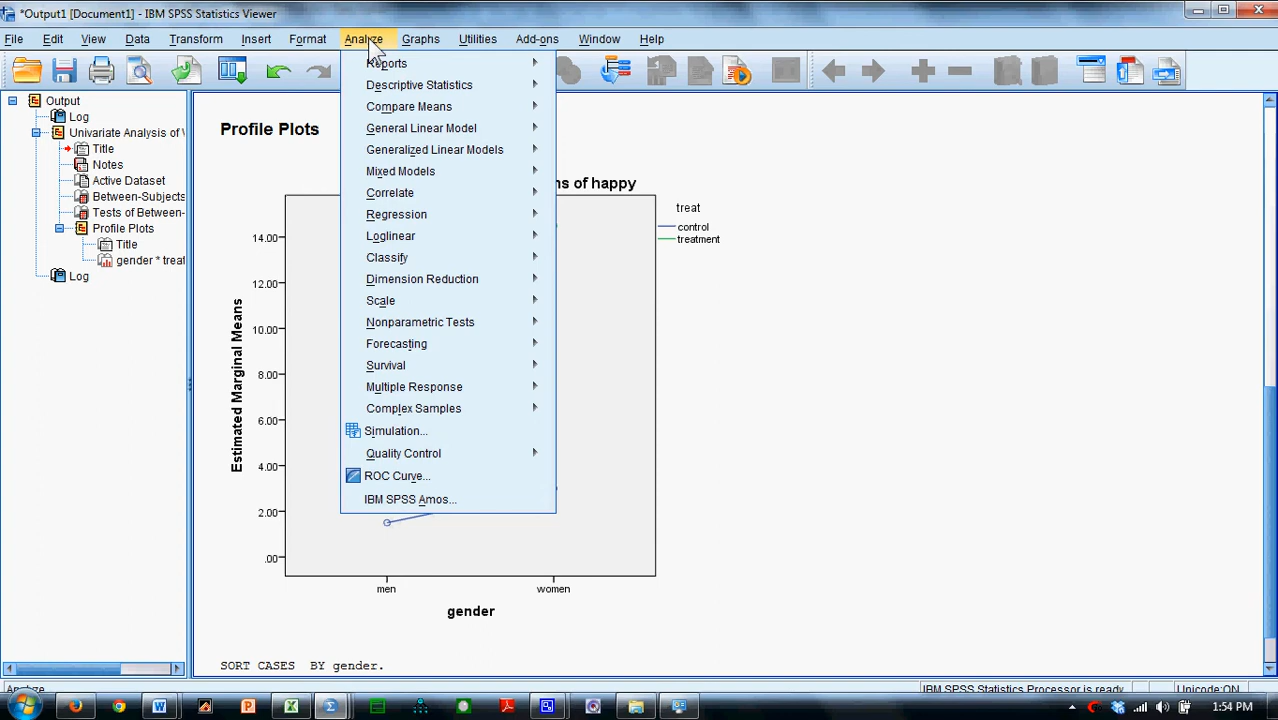 *Output1 [Document1] - IBM SPSS Statistics Viewer
File Edit View Data Transform Insert Format Analyze Graphs Utilities Add-ons Window Help
Output
Log
Univariate Analysis of
Title
Notes
Active Dataset
Between-Subjects
Tests of Between-
Profile Plots
Title
gender * treat
Log
Reports
Descriptive Statistics
Compare Means
General Linear Model
Generalized Linear Models
Mixed Models
Correlate
Regression
Loglinear
Classify
Dimension Reduction
Scale
Nonparametric Tests
Forecasting
Survival
Multiple Response
Complex Samples
Simulation...
Quality Control
ROC Curve...
IBM SPSS Amos...
Profile Plots
ns of happy
treat
control
treatment
Estimated Marginal Means
14.00
12.00
10.00
8.00
6.00
4.00
2.00
.00
men women
gender
SORT CASES BY gender.
Analyze
IBM SPSS Statistics Processor is ready
Unicode:ON
1:54 PM